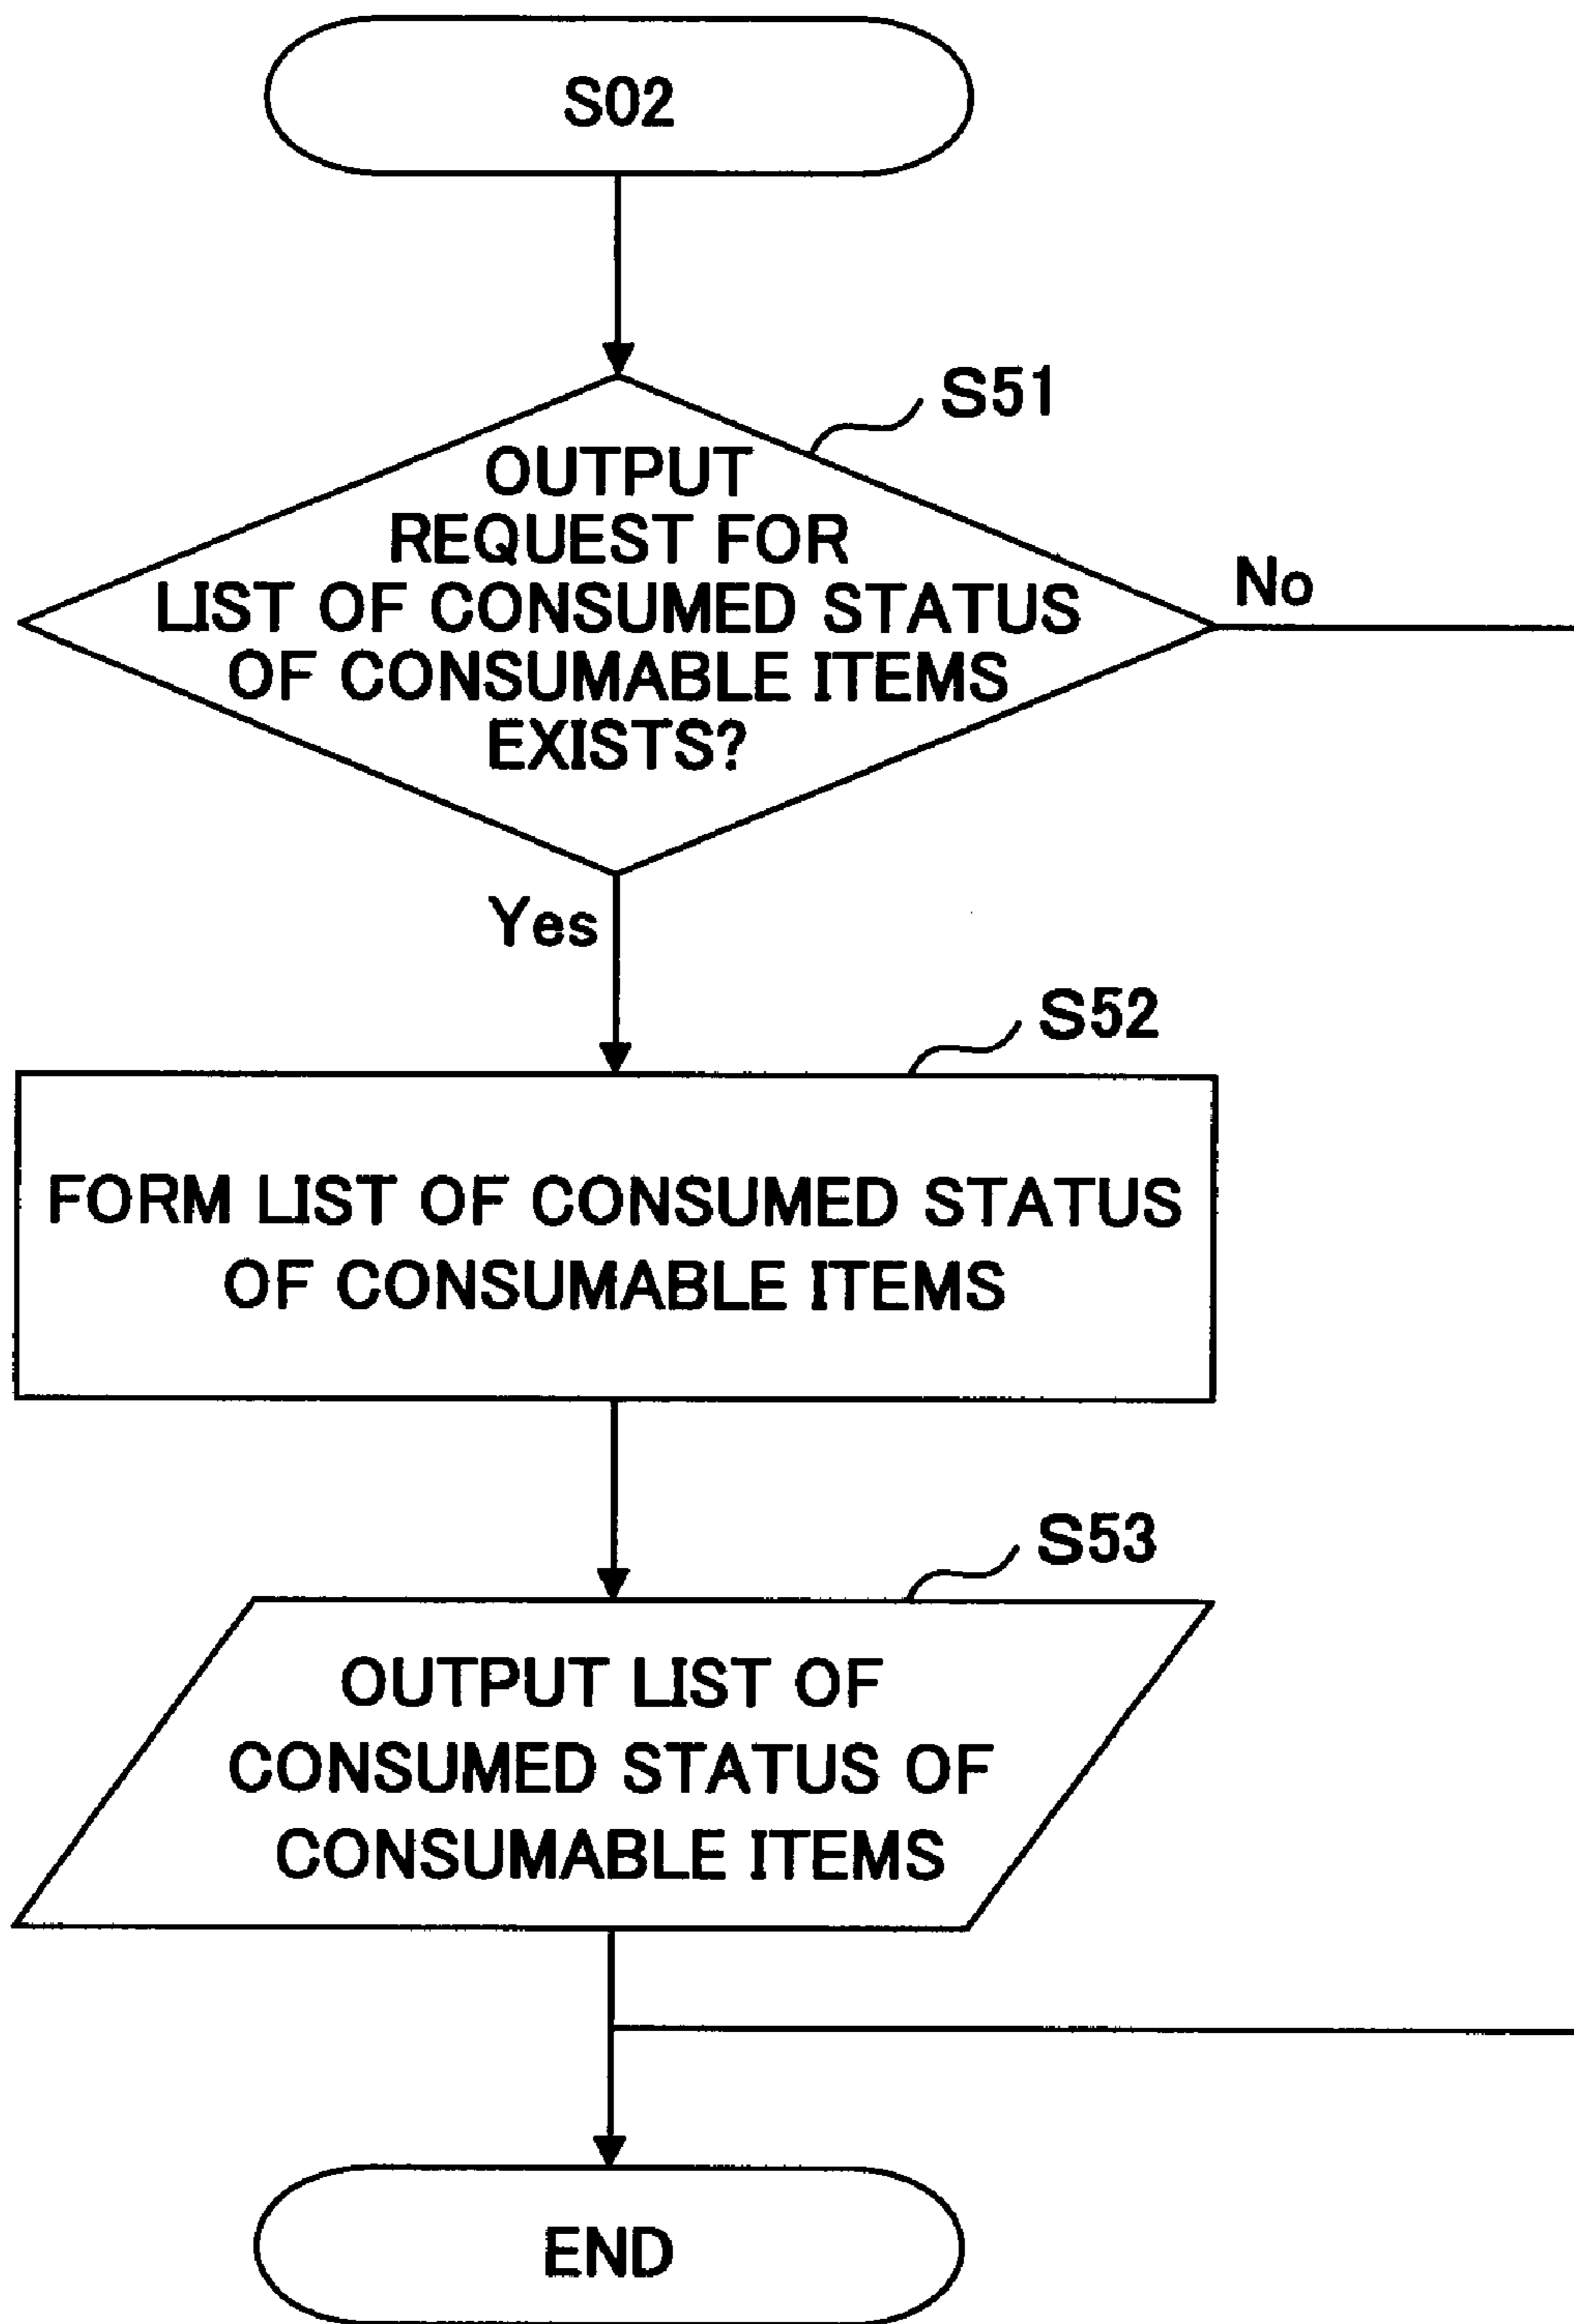 S02
S51
OUTPUT
REQUEST FOR
LIST OF CONSUMED STATUS
OF CONSUMABLE ITEMS
EXISTS?
No
Yes
S52
FORM LIST OF CONSUMED STATUS
OF CONSUMABLE ITEMS
S53
OUTPUT LIST OF
CONSUMED STATUS OF
CONSUMABLE ITEMS
END